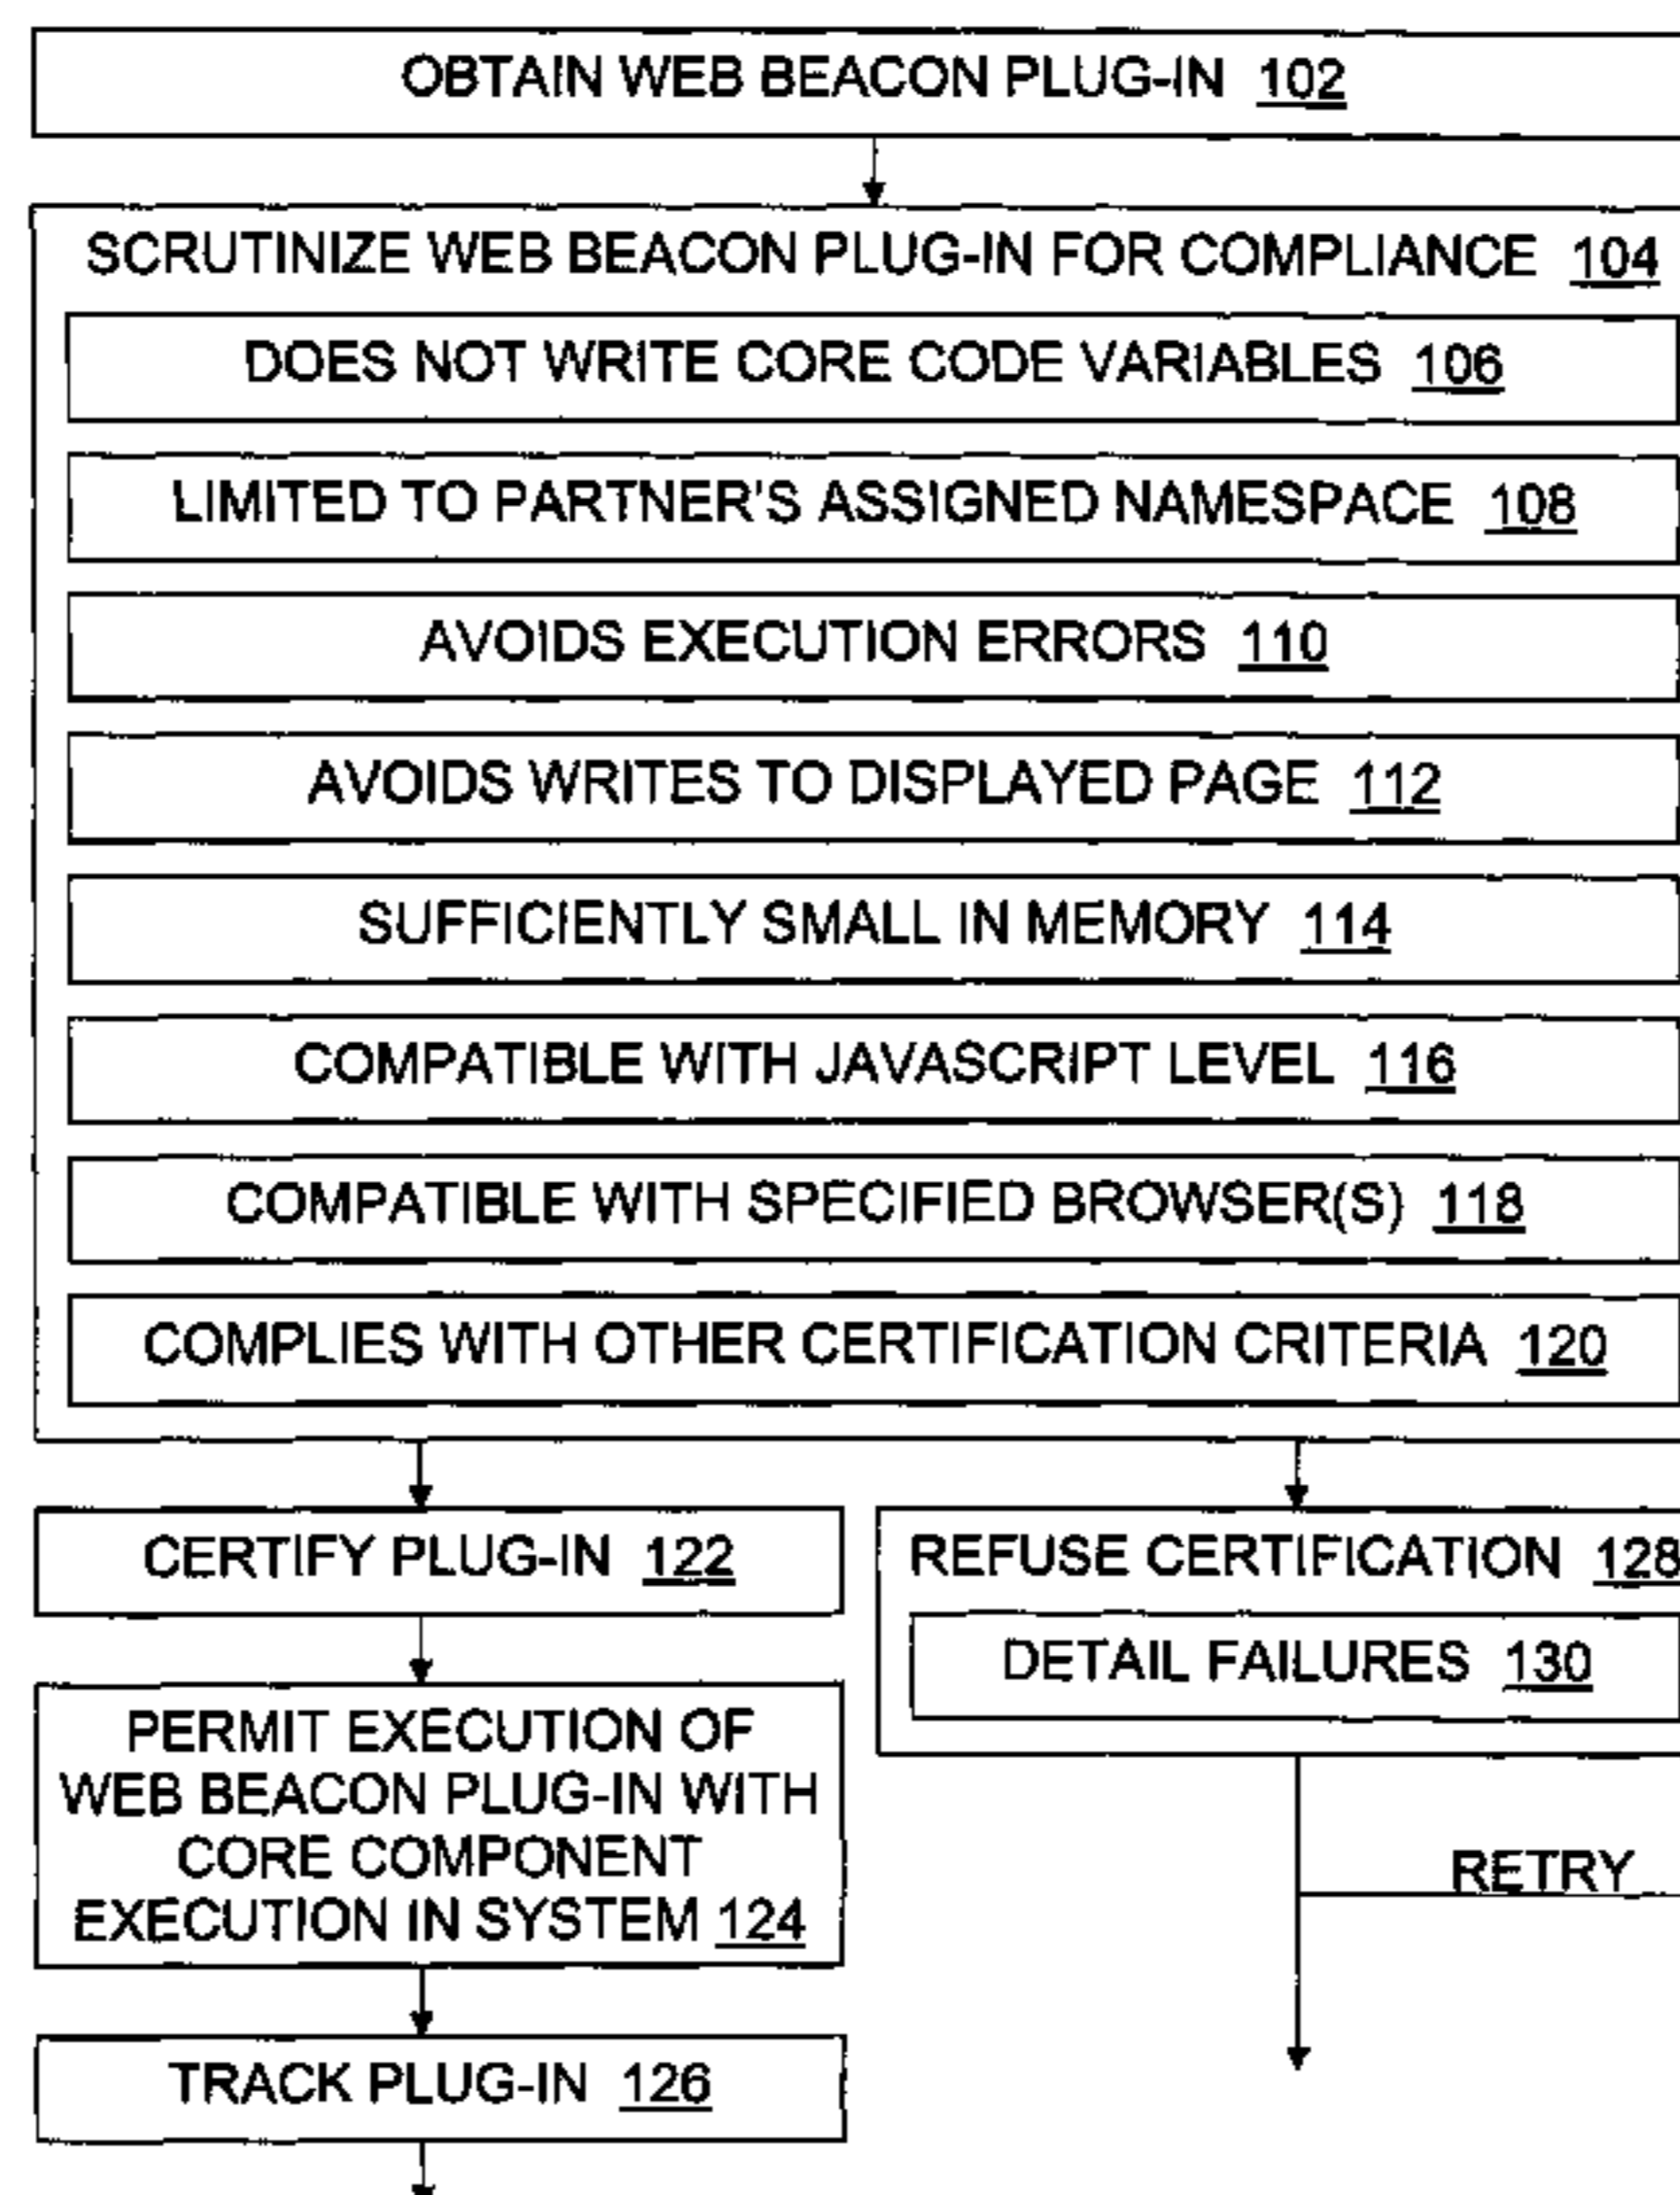 OBTAIN WEB BEACON PLUG-IN 102
SCRUTINIZE WEB BEACON PLUG-IN FOR COMPLIANCE 104
DOES NOT WRITE CORE CODE VARIABLES 106
LIMITED TO PARTNER'S ASSIGNED NAMESPACE 108
AVOIDS EXECUTION ERRORS 110
AVOIDS WRITES TO DISPLAYED PAGE 112
SUFFICIENTLY SMALL IN MEMORY 114
COMPATIBLE WITH JAVASCRIPT LEVEL 116
COMPATIBLE WITH SPECIFIED BROWSER(S) 118
COMPLIES WITH OTHER CERTIFICATION CRITERIA 120
CERTIFY PLUG-IN 122
PERMIT EXECUTION OF
WEB BEACON PLUG-IN WITH
CORE COMPONENT
EXECUTION IN SYSTEM 124
TRACK PLUG-IN 126
REFUSE CERTIFICATION 128
DETAIL FAILURES 130
RETRY